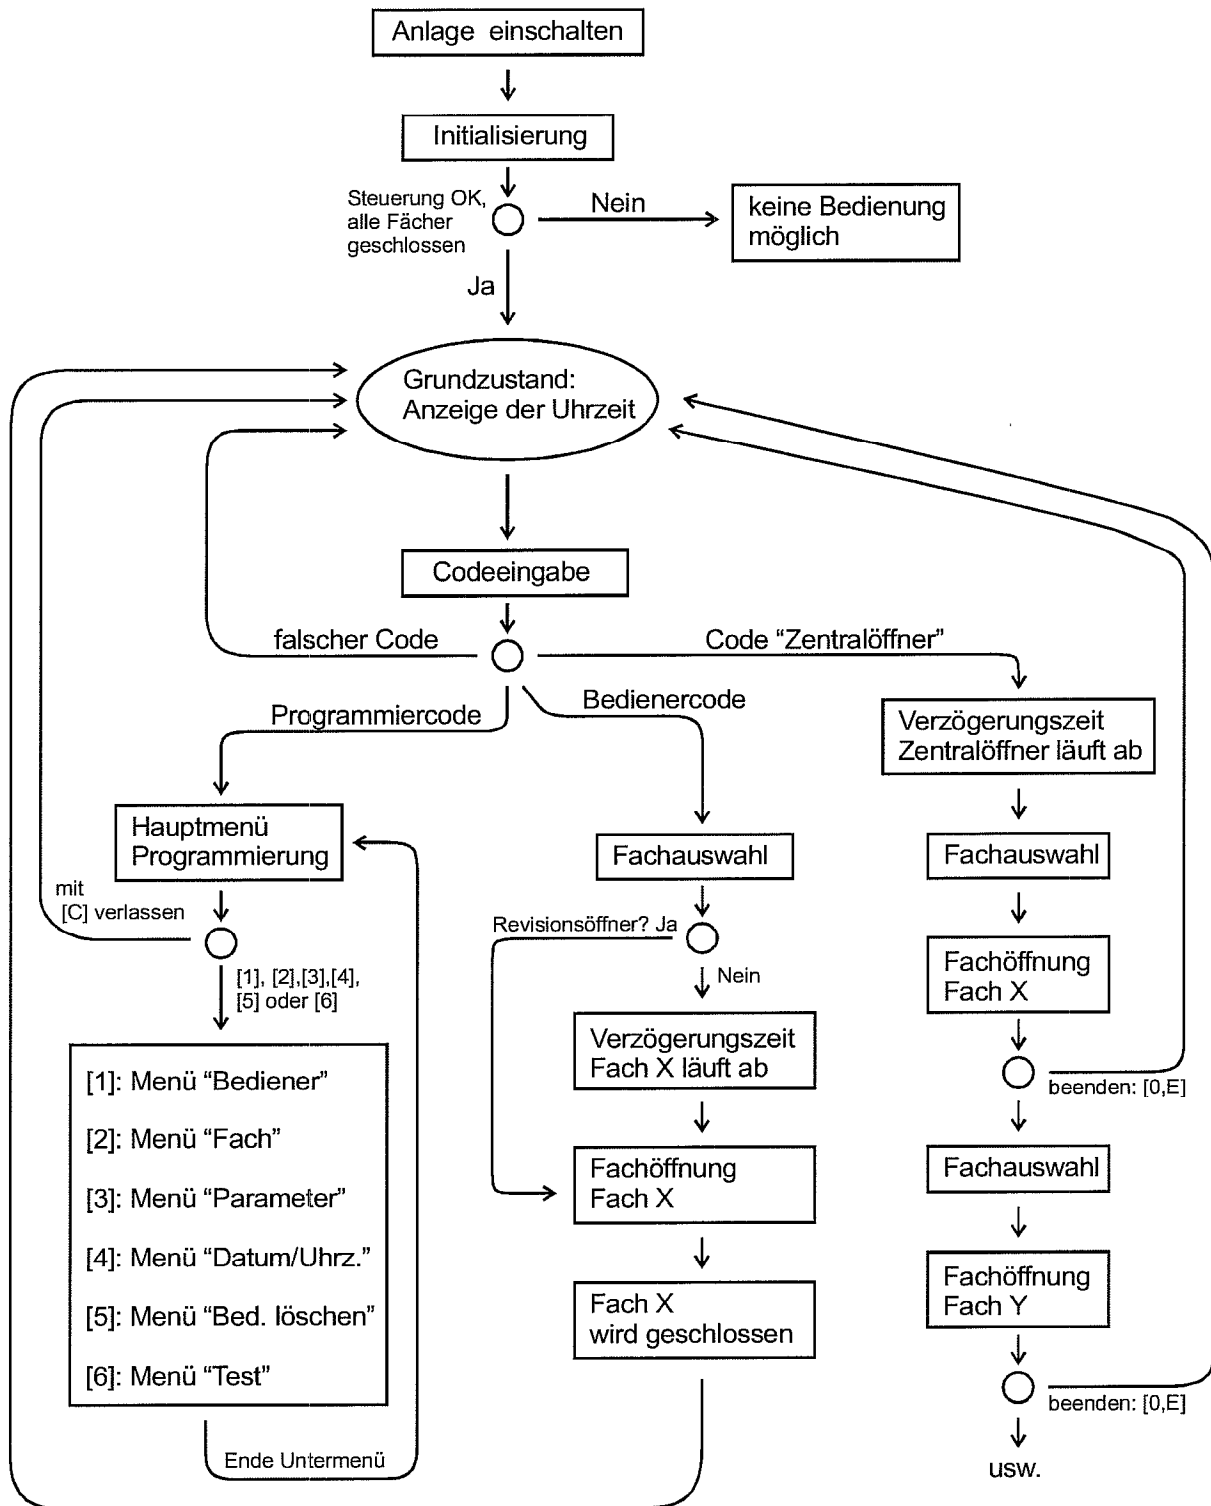 Anlage einschalten
Initialisierung
Steuerung OK,
alle Fächer
geschlossen
Nein
keine Bedienung
möglich
Ja
Grundzustand:
Anzeige der Uhrzeit
Codeeingabe
falscher Code
Code “Zentralöffner”
Programmiercode
Bedienercode
Verzögerungszeit
Zentralöffner läuft ab
Hauptmenü
Programmierung
mit
[C] verlassen
[1], [2],[3],[4],
[5] oder [6]
[1]: Menü “Bediener”
[2]: Menü “Fach”
[3]: Menü “Parameter”
[4]: Menü “Datum/Uhrz.”
[5]: Menü “Bed. löschen”
[6]: Menü “Test”
Ende Untermenü
Fachauswahl
Revisionsöffner? Ja
Nein
Verzögerungszeit
Fach X läuft ab
Fachöffnung
Fach X
Fach X
wird geschlossen
Fachauswahl
Fachöffnung
Fach X
beenden: [0,E]
Fachauswahl
Fachöffnung
Fach Y
beenden: [0,E]
usw.